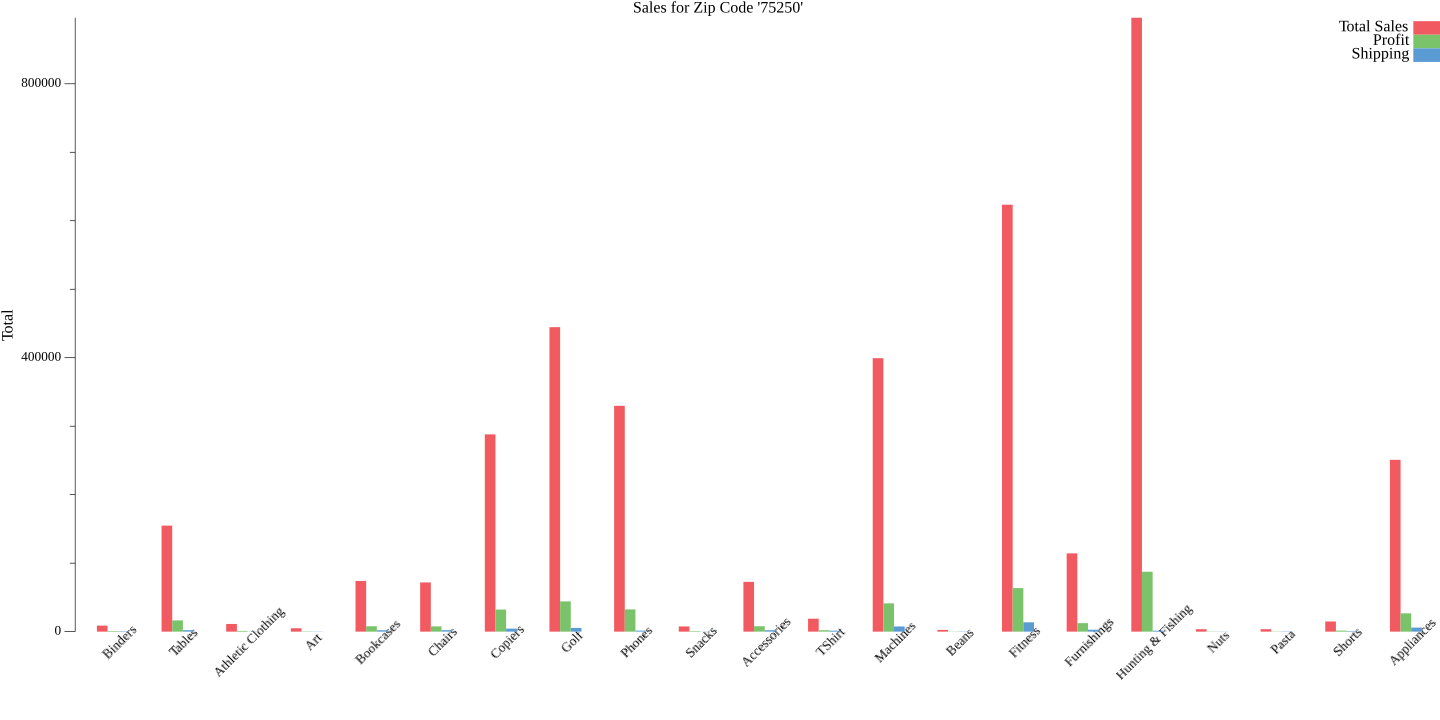 Sales for Zip Code '75250'
Total Sales
Profit
Shipping
800000
400000
0
Total
Binders
Tables
Athletic Clothing
Art
Bookcases
Chairs
Copiers
Golf
Phones
Snacks
Accessories
TShirt
Machines
Beans
Fitness
Furnishings
Hunting & Fishing
Nuts
Pasta
Shorts
Appliances